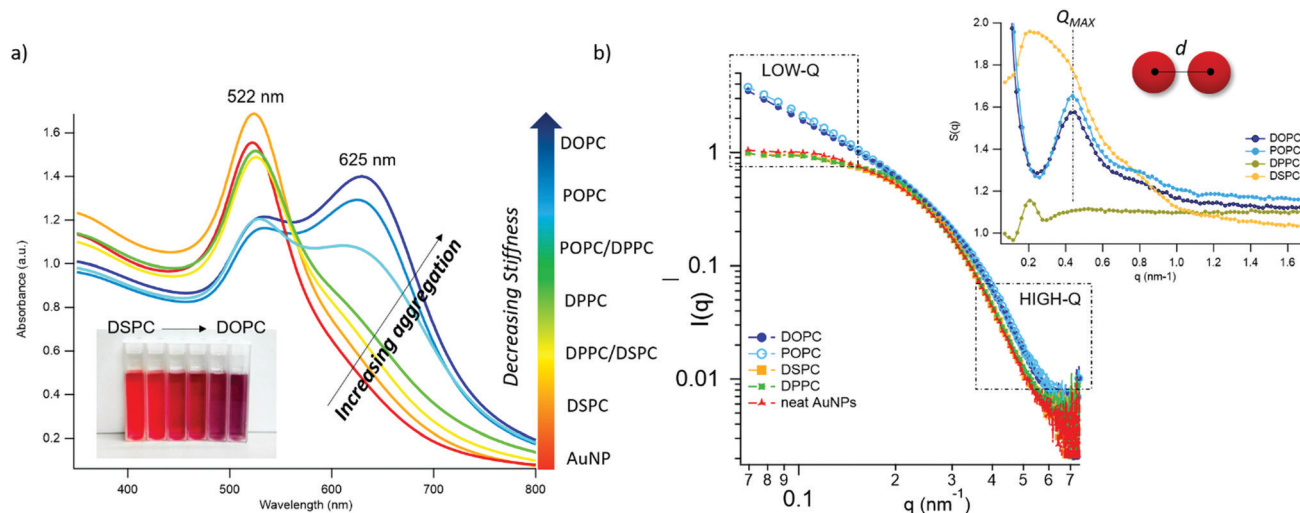 a)
522 nm
625 nm
Absorbance (a.u.)
1.6
1.4
1.2
1.0
0.8
0.6
0.4
0.2
400
500
600
700
800
Wavelength (nm)
DSPC
DOPC
Increasing aggregation
Decreasing Stiffness
DOPC
POPC
POPC/DPPC
DPPC
DPPC/DSPC
DSPC
AuNP
b)
LOW-Q
HIGH-Q
I(q)
1
0.1
0.01
DOPC
POPC
DSPC
DPPC
neat AuNPs
7
8
9
0.1
2
3
4
5
6
7
q (nm-1)
QMAX
d
S(q)
2.0
1.8
1.6
1.4
1.2
1.0
DOPC
POPC
DPPC
DSPC
0.2
0.4
0.6
0.8
1.0
1.2
1.4
1.6
q (nm-1)